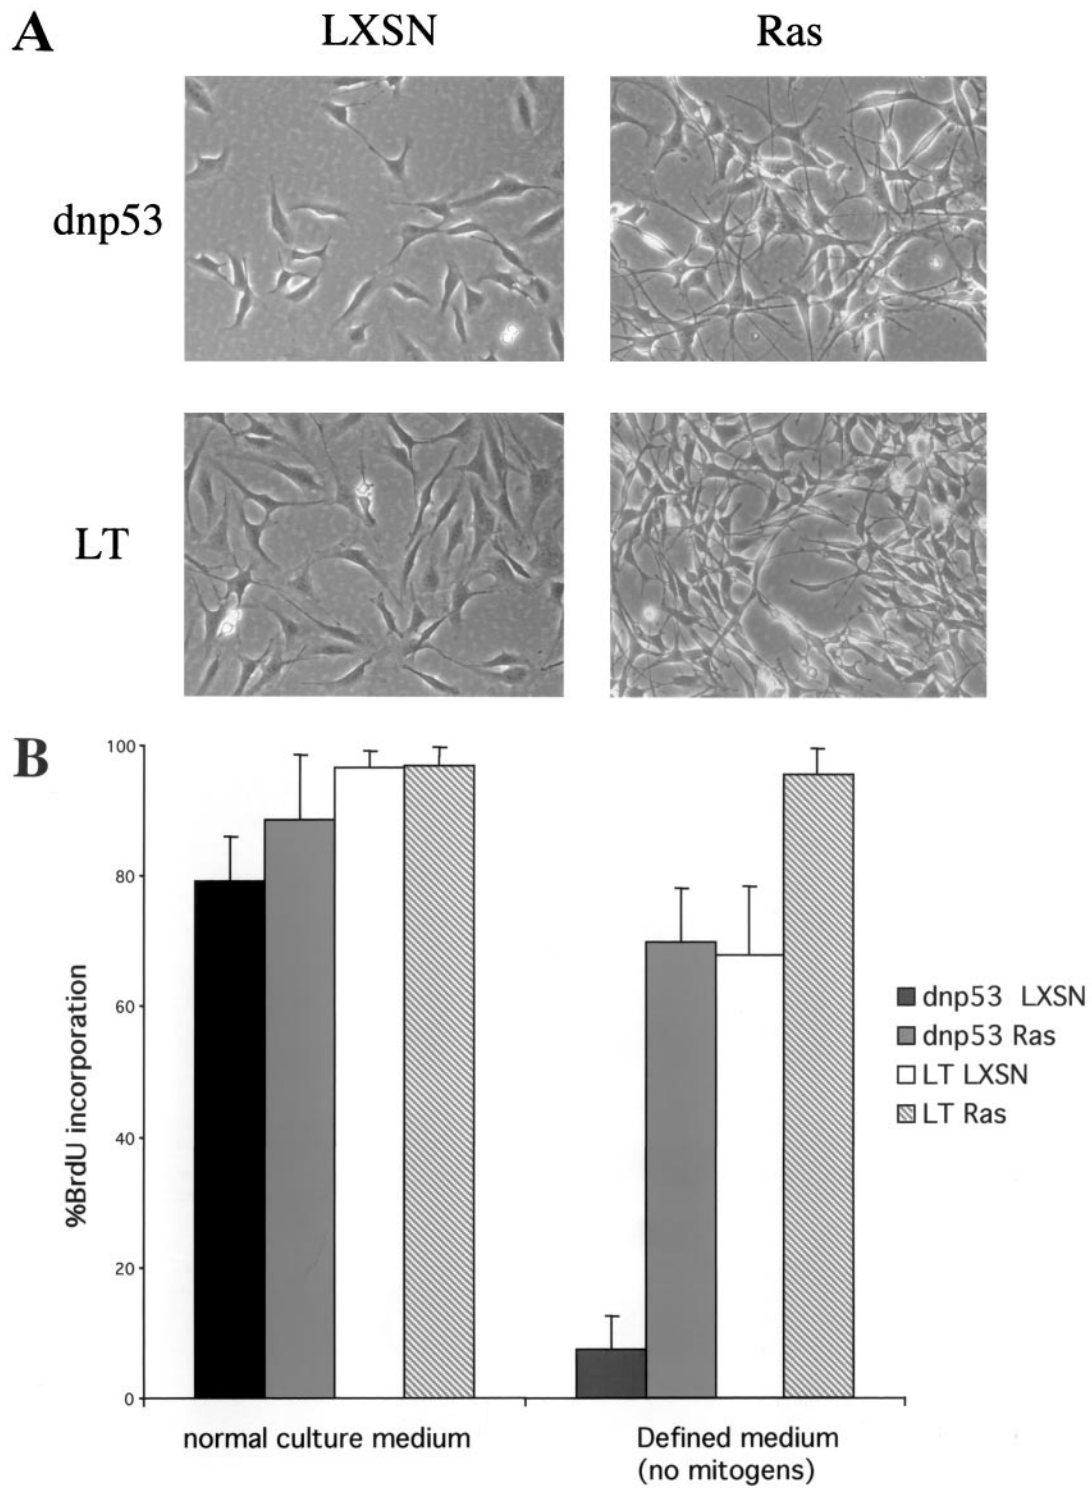 A
LXSN
Ras
dnp53
LT
B
%BrdU incorporation
100
80
60
40
20
0
normal culture medium
Defined medium
(no mitogens)
dnp53 LXSN
dnp53 Ras
LT LXSN
LT Ras